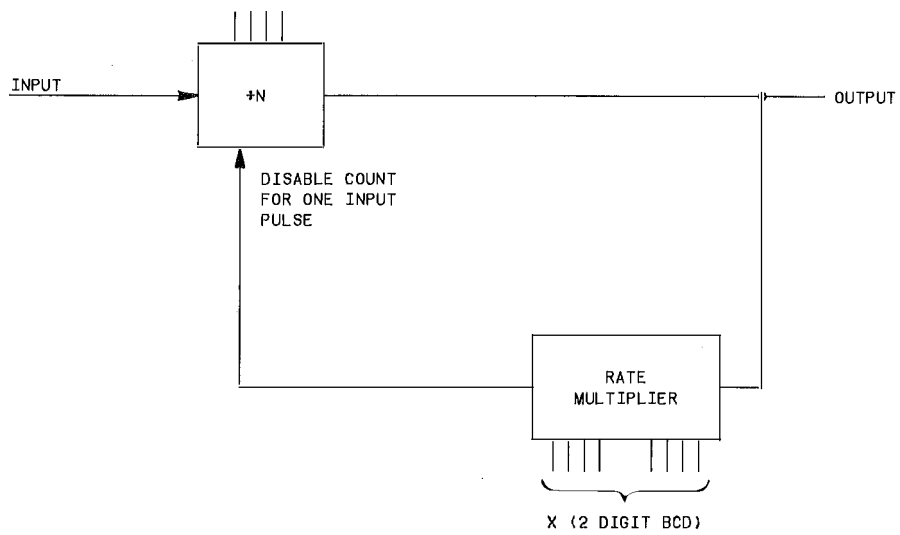 INPUT
÷N
OUTPUT
DISABLE COUNT
FOR ONE INPUT
PULSE
RATE
MULTIPLIER
X (2 DIGIT BCD)